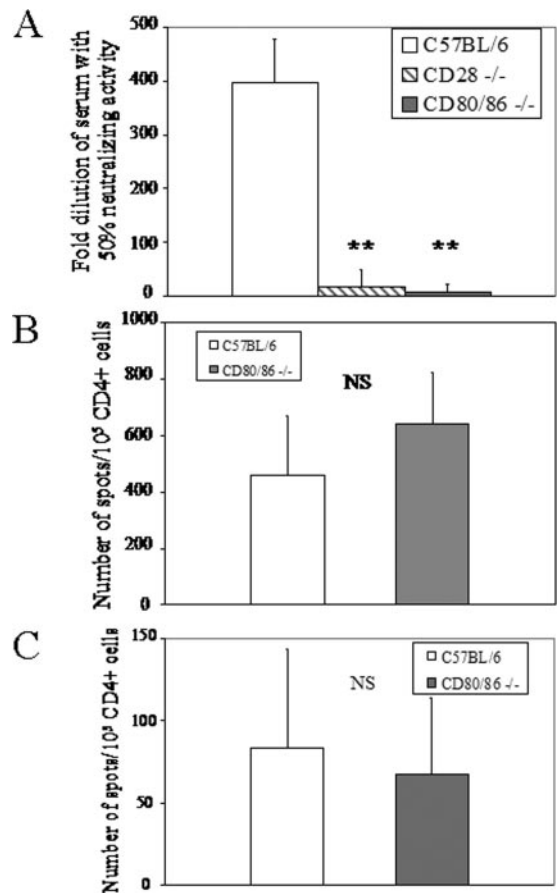 A
Fold dilution of serum with
50% neutralizing activity
500
400
300
200
100
0
C57BL/6
CD28 -/-
CD80/86 -/-
** **
B
Number of spots/10⁵ CD4+ cells
1000
800
600
400
200
0
C57BL/6
CD80/86 -/-
NS
C
Number of spots/10⁵ CD4+ cells
150
100
50
0
C57BL/6
CD80/86 -/-
NS